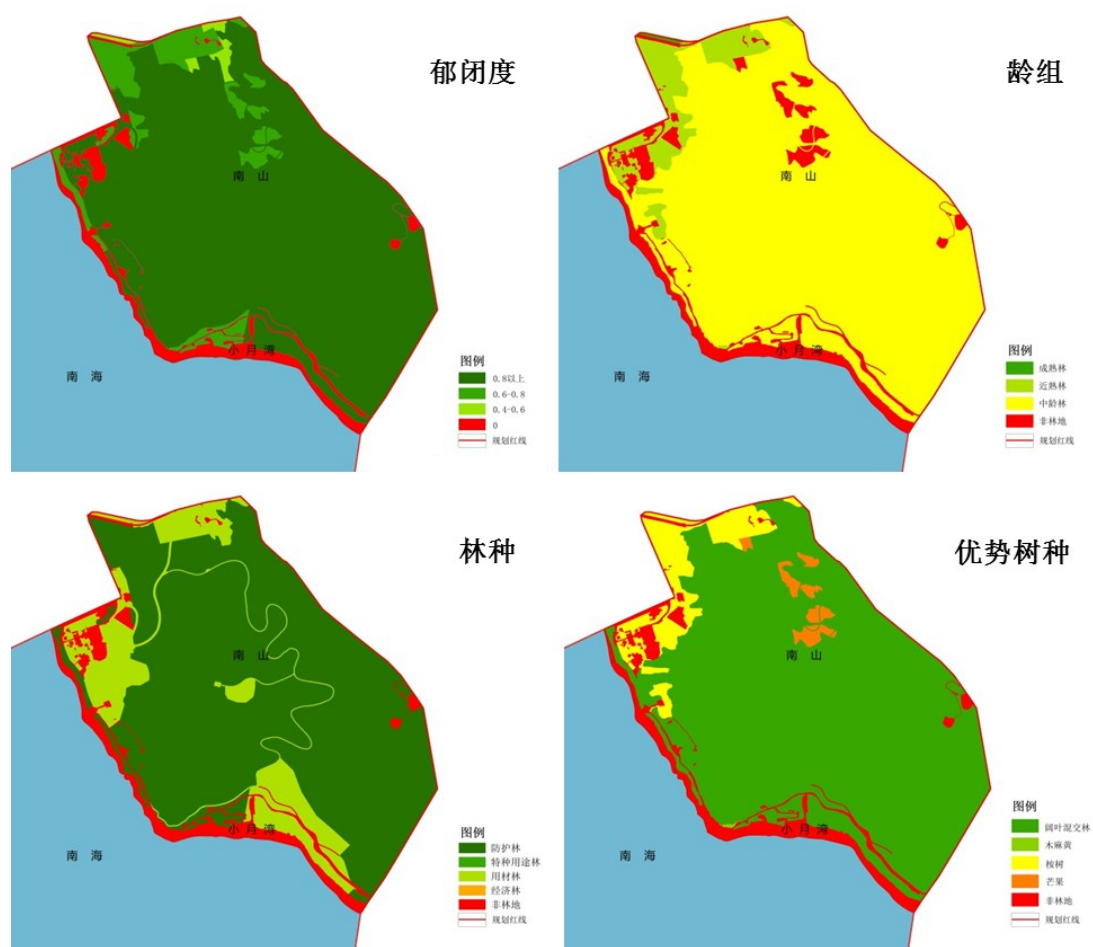 郁闭度
南 山
小 月 湾
南 海
图例
0.8以上
0.6-0.8
0.4-0.6
0
规划红线
龄组
南 山
小 月 湾
南 海
图例
成熟林
近熟林
中龄林
非林地
规划红线
林种
南 山
小 月 湾
南 海
图例
防护林
特种用途林
用材林
经济林
非林地
规划红线
优势树种
南 山
小 月 湾
南 海
图例
阔叶混交林
木麻黄
桉树
芒果
非林地
规划红线